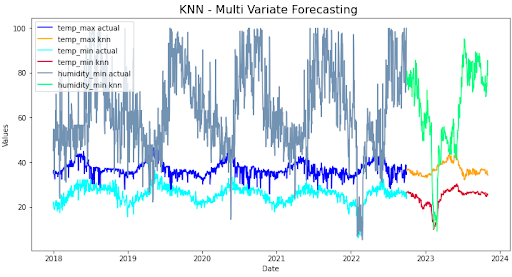 KNN - Multi Variate Forecasting
temp_max actual
temp_max knn
temp_min actual
temp_min knn
humidity_min actual
humidity_min knn
Values
100
80
60
40
20
2018
2019
2020
2021
2022
2023
2024
Date